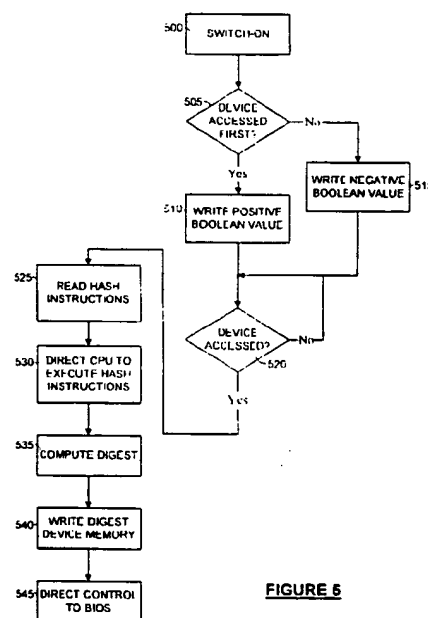 500
SWITCH-ON
505
DEVICE
ACCESSED
FIRST?
No
Yes
510
WRITE POSITIVE
BOOLEAN VALUE
WRITE NEGATIVE
BOOLEAN VALUE
51
525
READ HASH
INSTRUCTIONS
DEVICE
ACCESSED?
No
520
Yes
530
DIRECT CPU TO
EXECUTE HASH
INSTRUCTIONS
535
COMPUTE DIGEST
540
WRITE DIGEST
DEVICE MEMORY
545
DIRECT CONTROL
TO BIOS
FIGURE 5